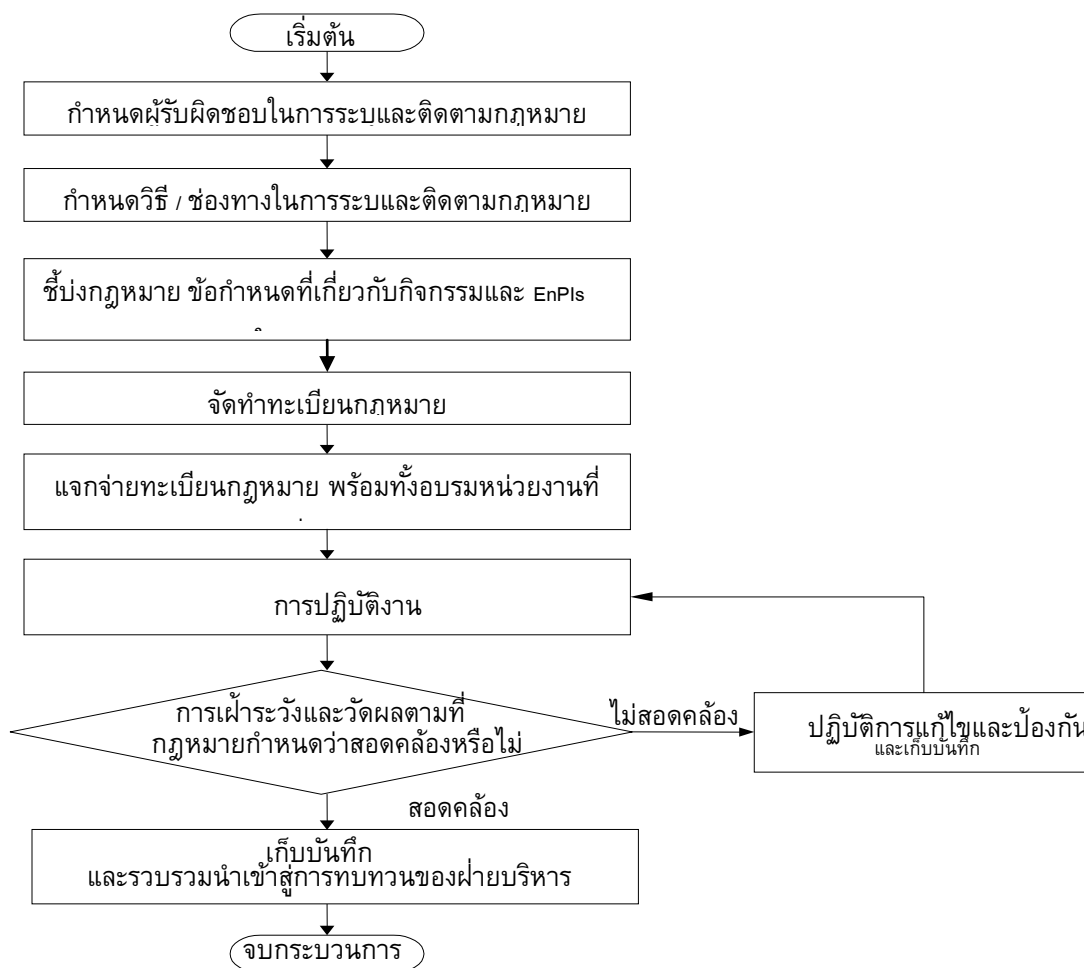 เริ่มต้น
กำหนดผู้รับผิดชอบในการระบุและติดตามกฎหมาย
กำหนดวิธี / ช่องทางในการระบุและติดตามกฎหมาย
ชี้บ่งกฎหมาย ข้อกำหนดที่เกี่ยวกับกิจกรรมและ EnPIs
จัดทำทะเบียนกฎหมาย
แจกจ่ายทะเบียนกฎหมาย พร้อมทั้งอบรมหน่วยงานที่
การปฏิบัติงาน
การเฝ้าระวังและวัดผลตามที่
กฎหมายกำหนดว่าสอดคล้องหรือไม่
ไม่สอดคล้อง
ปฏิบัติการแก้ไขและป้องกัน
และเก็บบันทึก
สอดคล้อง
เก็บบันทึก
และรวบรวมนำเข้าสู่การทบทวนของฝ่ายบริหาร
จบกระบวนการ